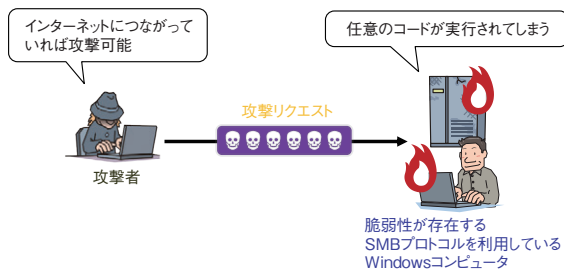 インターネットにつながって
いれば攻撃可能
任意のコードが実行されてしまう
攻撃リクエスト
攻撃者
脆弱性が存在する
SMBプロトコルを利用している
Windowsコンピュータ